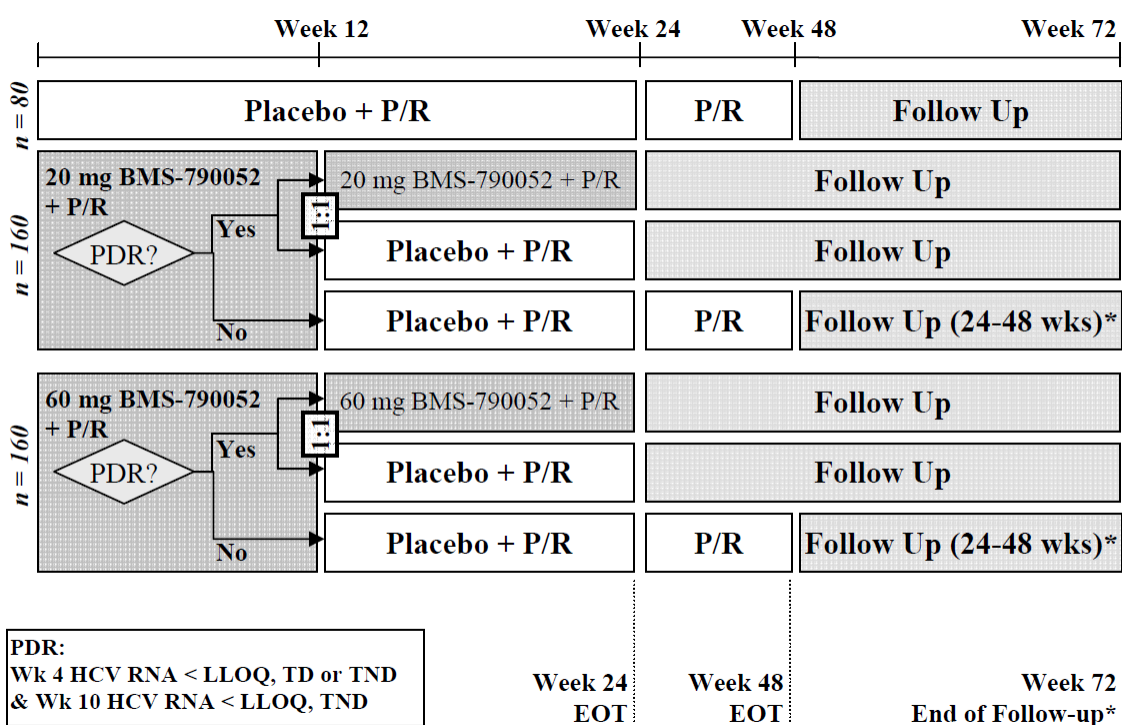 Week 12 Week 24 Week 48 Week 72
n = 80
Placebo + P/R P/R Follow Up
n = 160
20 mg BMS-790052
+ P/R
PDR?
Yes
No
1:1
20 mg BMS-790052 + P/R Follow Up
Placebo + P/R Follow Up
Placebo + P/R P/R Follow Up (24-48 wks)*
n = 160
60 mg BMS-790052
+ P/R
PDR?
Yes
No
1:1
60 mg BMS-790052 + P/R Follow Up
Placebo + P/R Follow Up
Placebo + P/R P/R Follow Up (24-48 wks)*
PDR:
Wk 4 HCV RNA < LLOQ, TD or TND
& Wk 10 HCV RNA < LLOQ, TND
Week 24
EOT
Week 48
EOT
Week 72
End of Follow-up*